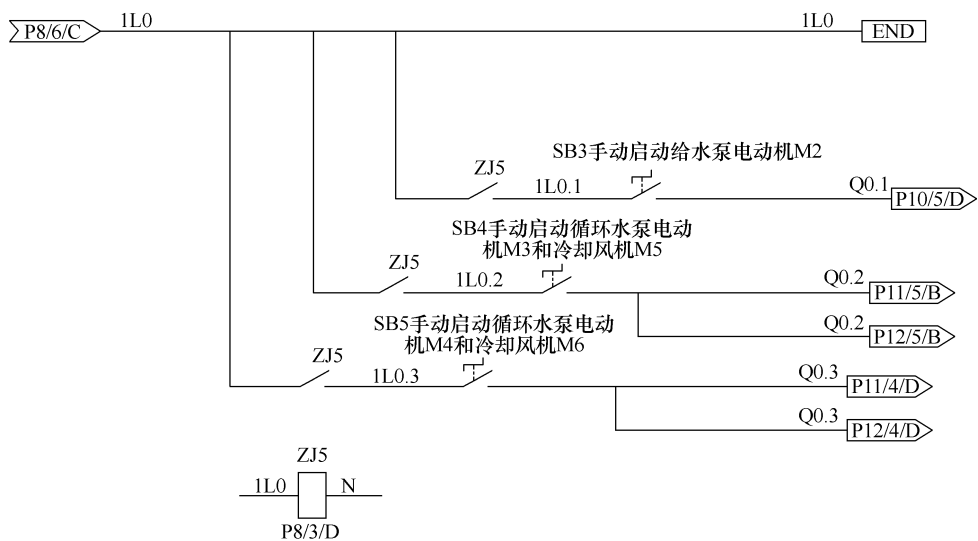 P8/6/C
1L0
1L0
END
SB3手动启动给水泵电动机M2
ZJ5
1L0.1
Q0.1
P10/5/D
SB4手动启动循环水泵电动
机M3和冷却风机M5
ZJ5
1L0.2
Q0.2
P11/5/B
Q0.2
P12/5/B
SB5手动启动循环水泵电动
机M4和冷却风机M6
ZJ5
1L0.3
Q0.3
P11/4/D
Q0.3
P12/4/D
ZJ5
1L0
N
P8/3/D